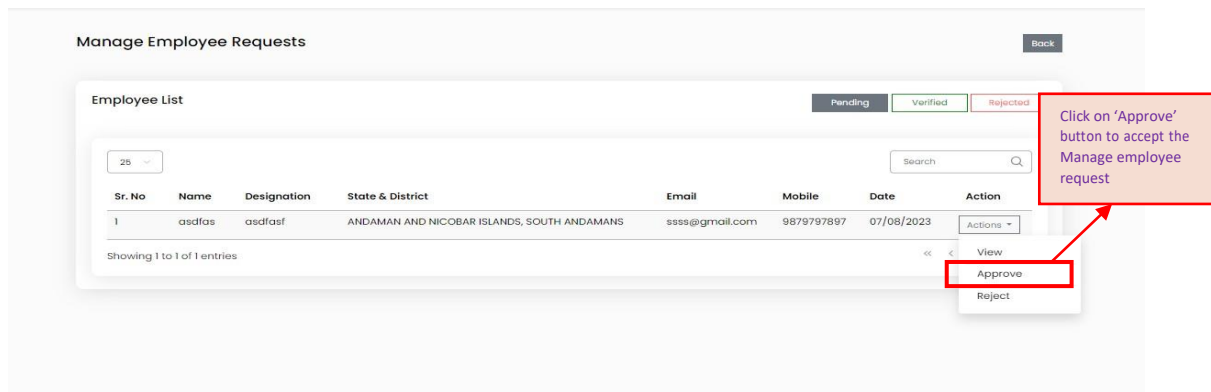 Manage Employee Requests
Back
Employee List
Pending Verified Rejected
Click on ‘Approve’
button to accept the
Manage employee
request
25
Search
Sr. No Name Designation State & District Email Mobile Date Action
1 asdfas asdfasf ANDAMAN AND NICOBAR ISLANDS, SOUTH ANDAMANS ssss@gmail.com 9879797897 07/08/2023 Actions
Showing 1 to 1 of 1 entries
« <
View
Approve
Reject